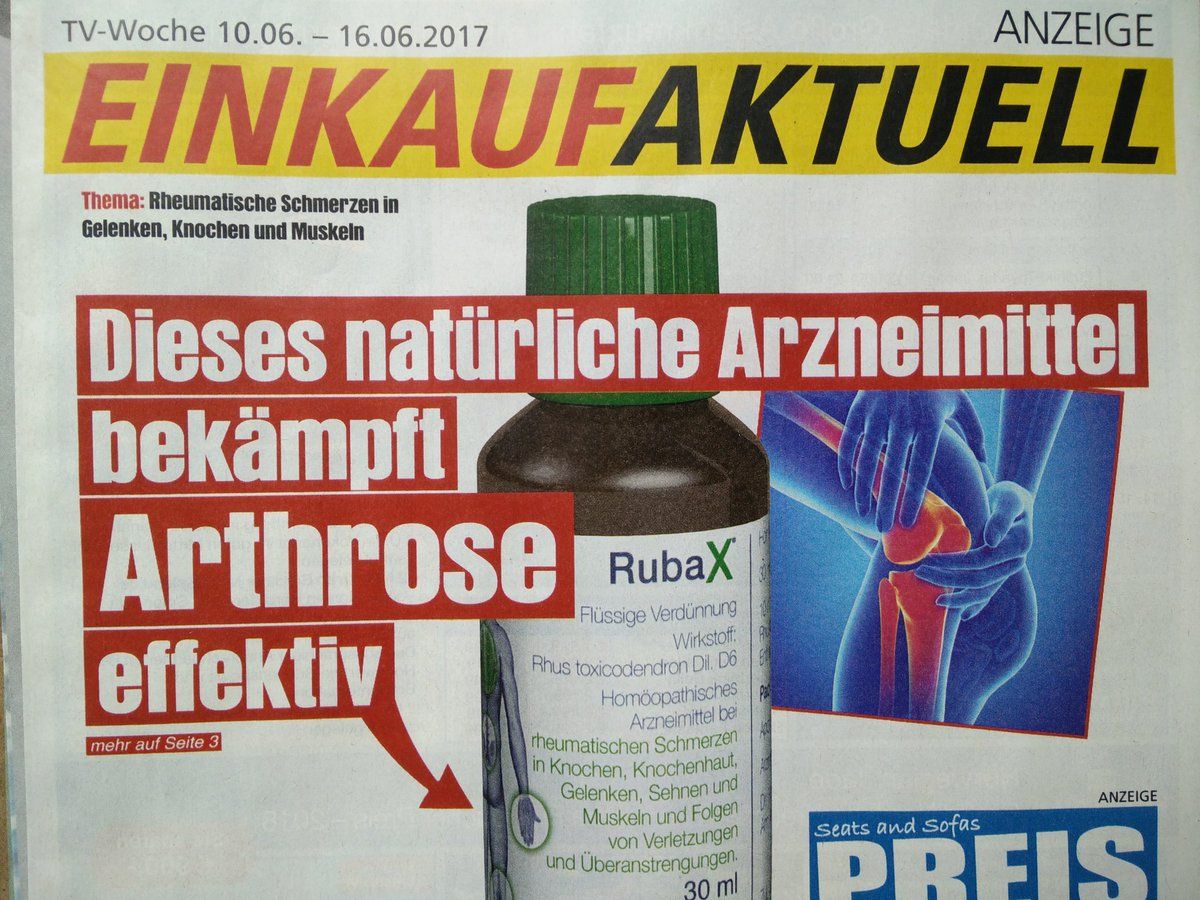 TV-Woche 10.06. – 16.06.2017
ANZEIGE
EINKAUFAKTUELL
Thema: Rheumatische Schmerzen in
Gelenken, Knochen und Muskeln
Dieses natürliche Arzneimittel
bekämpft
Arthrose
effektiv
mehr auf Seite 3
RubaX®
Flüssige Verdünnung
Wirkstoff:
Rhus toxicodendron Dil. D6
Homöopathisches
Arzneimittel bei
rheumatischen Schmerzen
in Knochen, Knochenhaut,
Gelenken, Sehnen und
Muskeln und Folgen
von Verletzungen
und Überanstrengungen.
30 ml
ANZEIGE
Seats and Sofas
PREIS